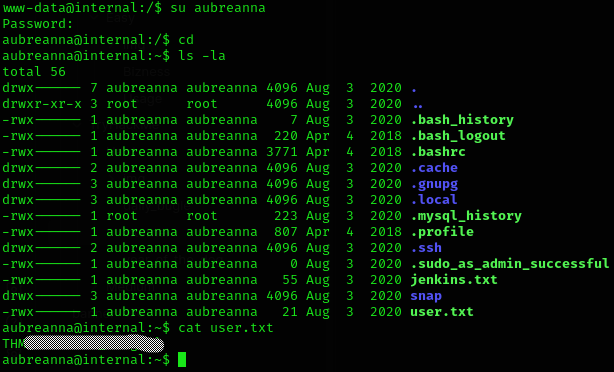 www-data@internal:/$ su aubreanna
Password:
aubreanna@internal:/$ cd
aubreanna@internal:~$ ls -la
total 56
drwx------ 7 aubreanna aubreanna 4096 Aug  3  2020 .
drwxr-xr-x 3 root      root      4096 Aug  3  2020 ..
-rwx------ 1 aubreanna aubreanna    7 Aug  3  2020 .bash_history
-rwx------ 1 aubreanna aubreanna  220 Apr  4  2018 .bash_logout
-rwx------ 1 aubreanna aubreanna 3771 Apr  4  2018 .bashrc
drwx------ 2 aubreanna aubreanna 4096 Aug  3  2020 .cache
drwx------ 3 aubreanna aubreanna 4096 Aug  3  2020 .gnupg
drwx------ 3 aubreanna aubreanna 4096 Aug  3  2020 .local
-rwx------ 1 root      root       223 Aug  3  2020 .mysql_history
-rwx------ 1 aubreanna aubreanna  807 Apr  4  2018 .profile
drwx------ 2 aubreanna aubreanna 4096 Aug  3  2020 .ssh
-rwx------ 1 aubreanna aubreanna    0 Aug  3  2020 .sudo_as_admin_successful
-rwx------ 1 aubreanna aubreanna   55 Aug  3  2020 jenkins.txt
drwx------ 3 aubreanna aubreanna 4096 Aug  3  2020 snap
-rwx------ 1 aubreanna aubreanna   21 Aug  3  2020 user.txt
aubreanna@internal:~$ cat user.txt
aubreanna@internal:~$